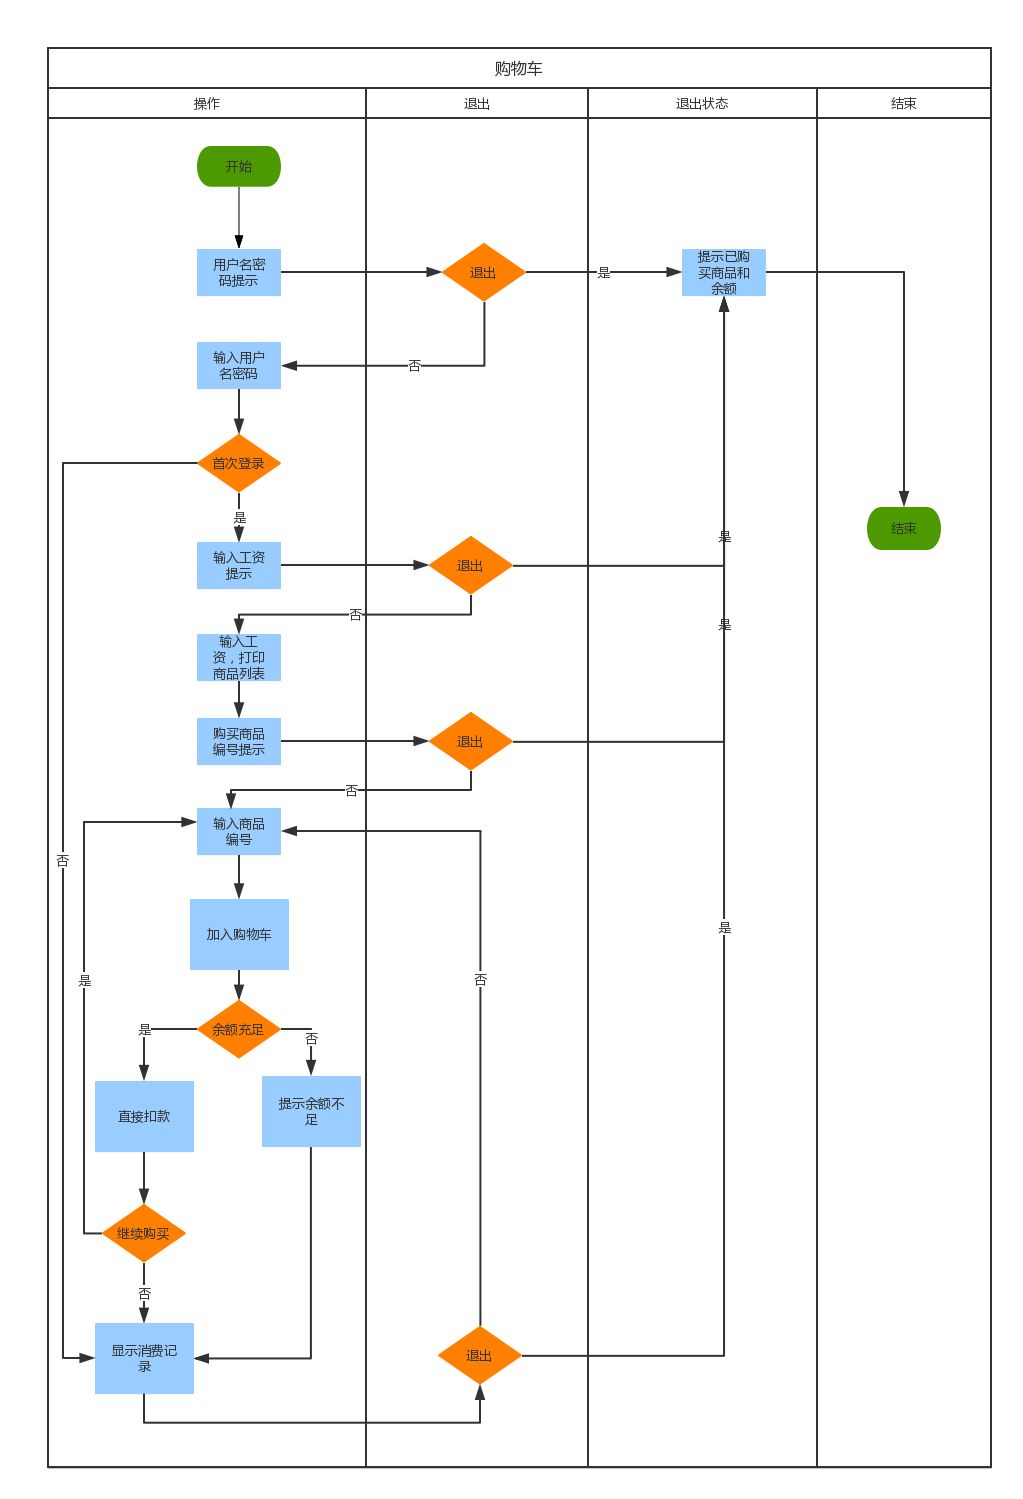 购物车
操作
退出
退出状态
结束
开始
用户名密
码提示
退出
是
提示已购
买商品和
余额
输入用户
名密码
否
首次登录
是
结束
是
输入工资
提示
退出
否
是
输入工
资，打印
商品列表
购买商品
编号提示
退出
否
输入商品
编号
否
加入购物车
是
是
否
余额充足
是
否
直接扣款
提示余额不
足
继续购买
否
显示消费记
录
退出